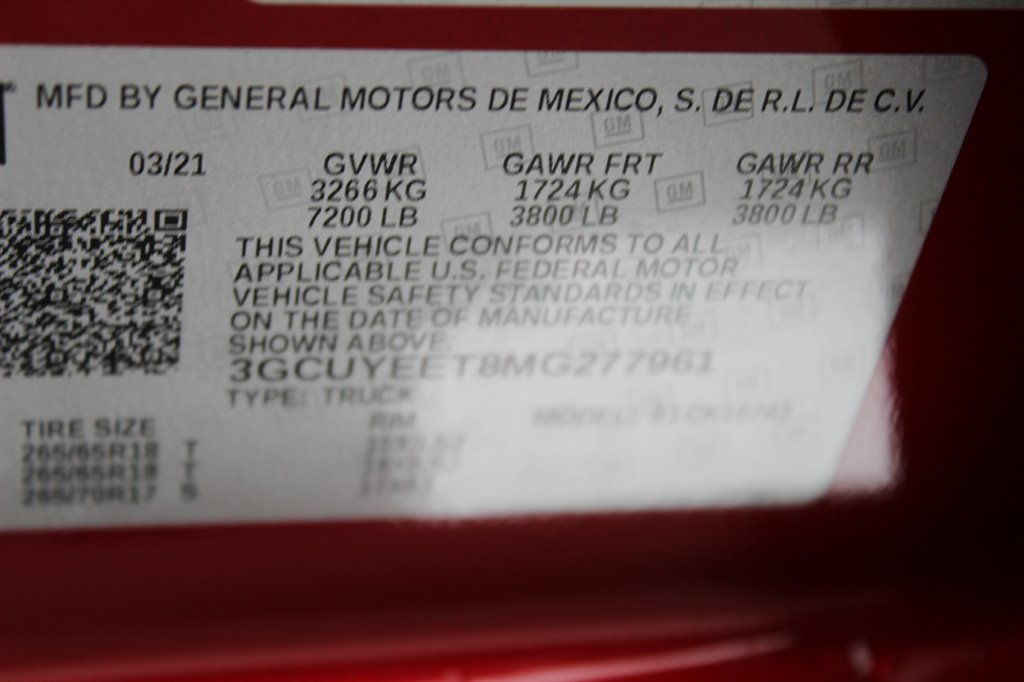 MFD BY GENERAL MOTORS DE MEXICO, S. DE R.L. DE C.V.
03/21 GVWR GAWR FRT GAWR RR
3266 KG 1724 KG 1724 KG
7200 LB 3800 LB 3800 LB
THIS VEHICLE CONFORMS TO ALL
APPLICABLE U.S. FEDERAL MOTOR
VEHICLE SAFETY STANDARDS IN EFFECT
ON THE DATE OF MANUFACTURE
SHOWN ABOVE.
3GCUYEET8MG277961
TYPE: TRUCK MODEL:
TIRE SIZE RIM
265/65R18 T
265/65R18 T
265/70R17 S